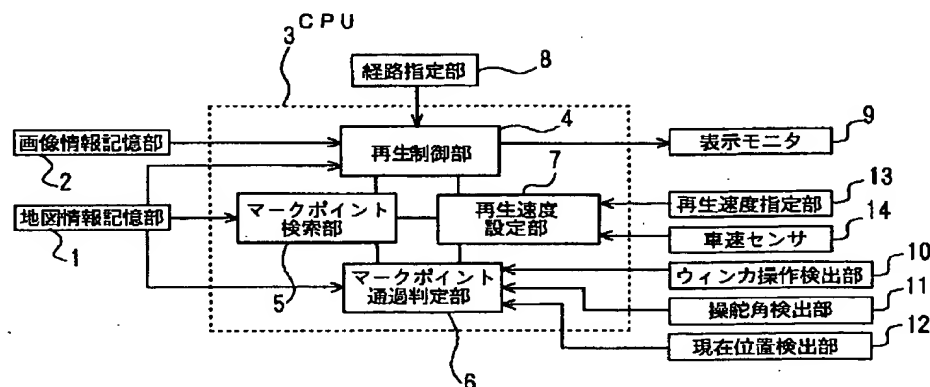 CPU
3
経路指定部
8
画像情報記憶部
2
4
再生制御部
表示モニタ
9
7
再生速度指定部
13
地図情報記憶部
1
マークポイント
検索部
5
再生速度
設定部
車速センサ
14
マークポイント
通過判定部
6
ウィンカ操作検出部
10
操舵角検出部
11
現在位置検出部
12